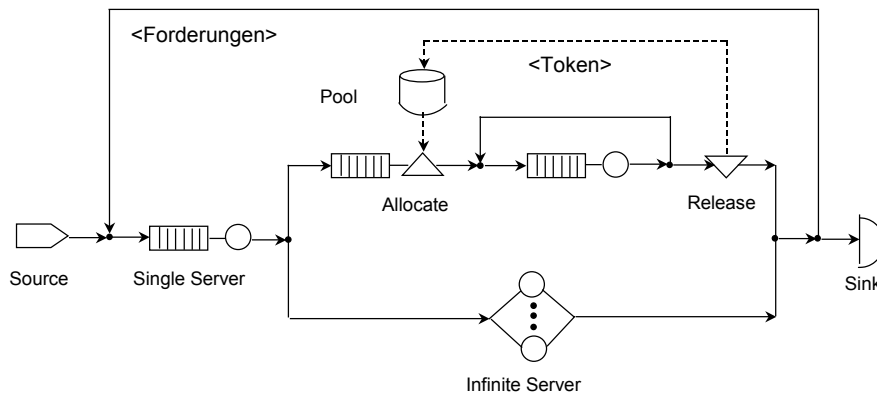 <Forderungen>
<Token>
Pool
Allocate
Release
Source
Single Server
Sink
Infinite Server